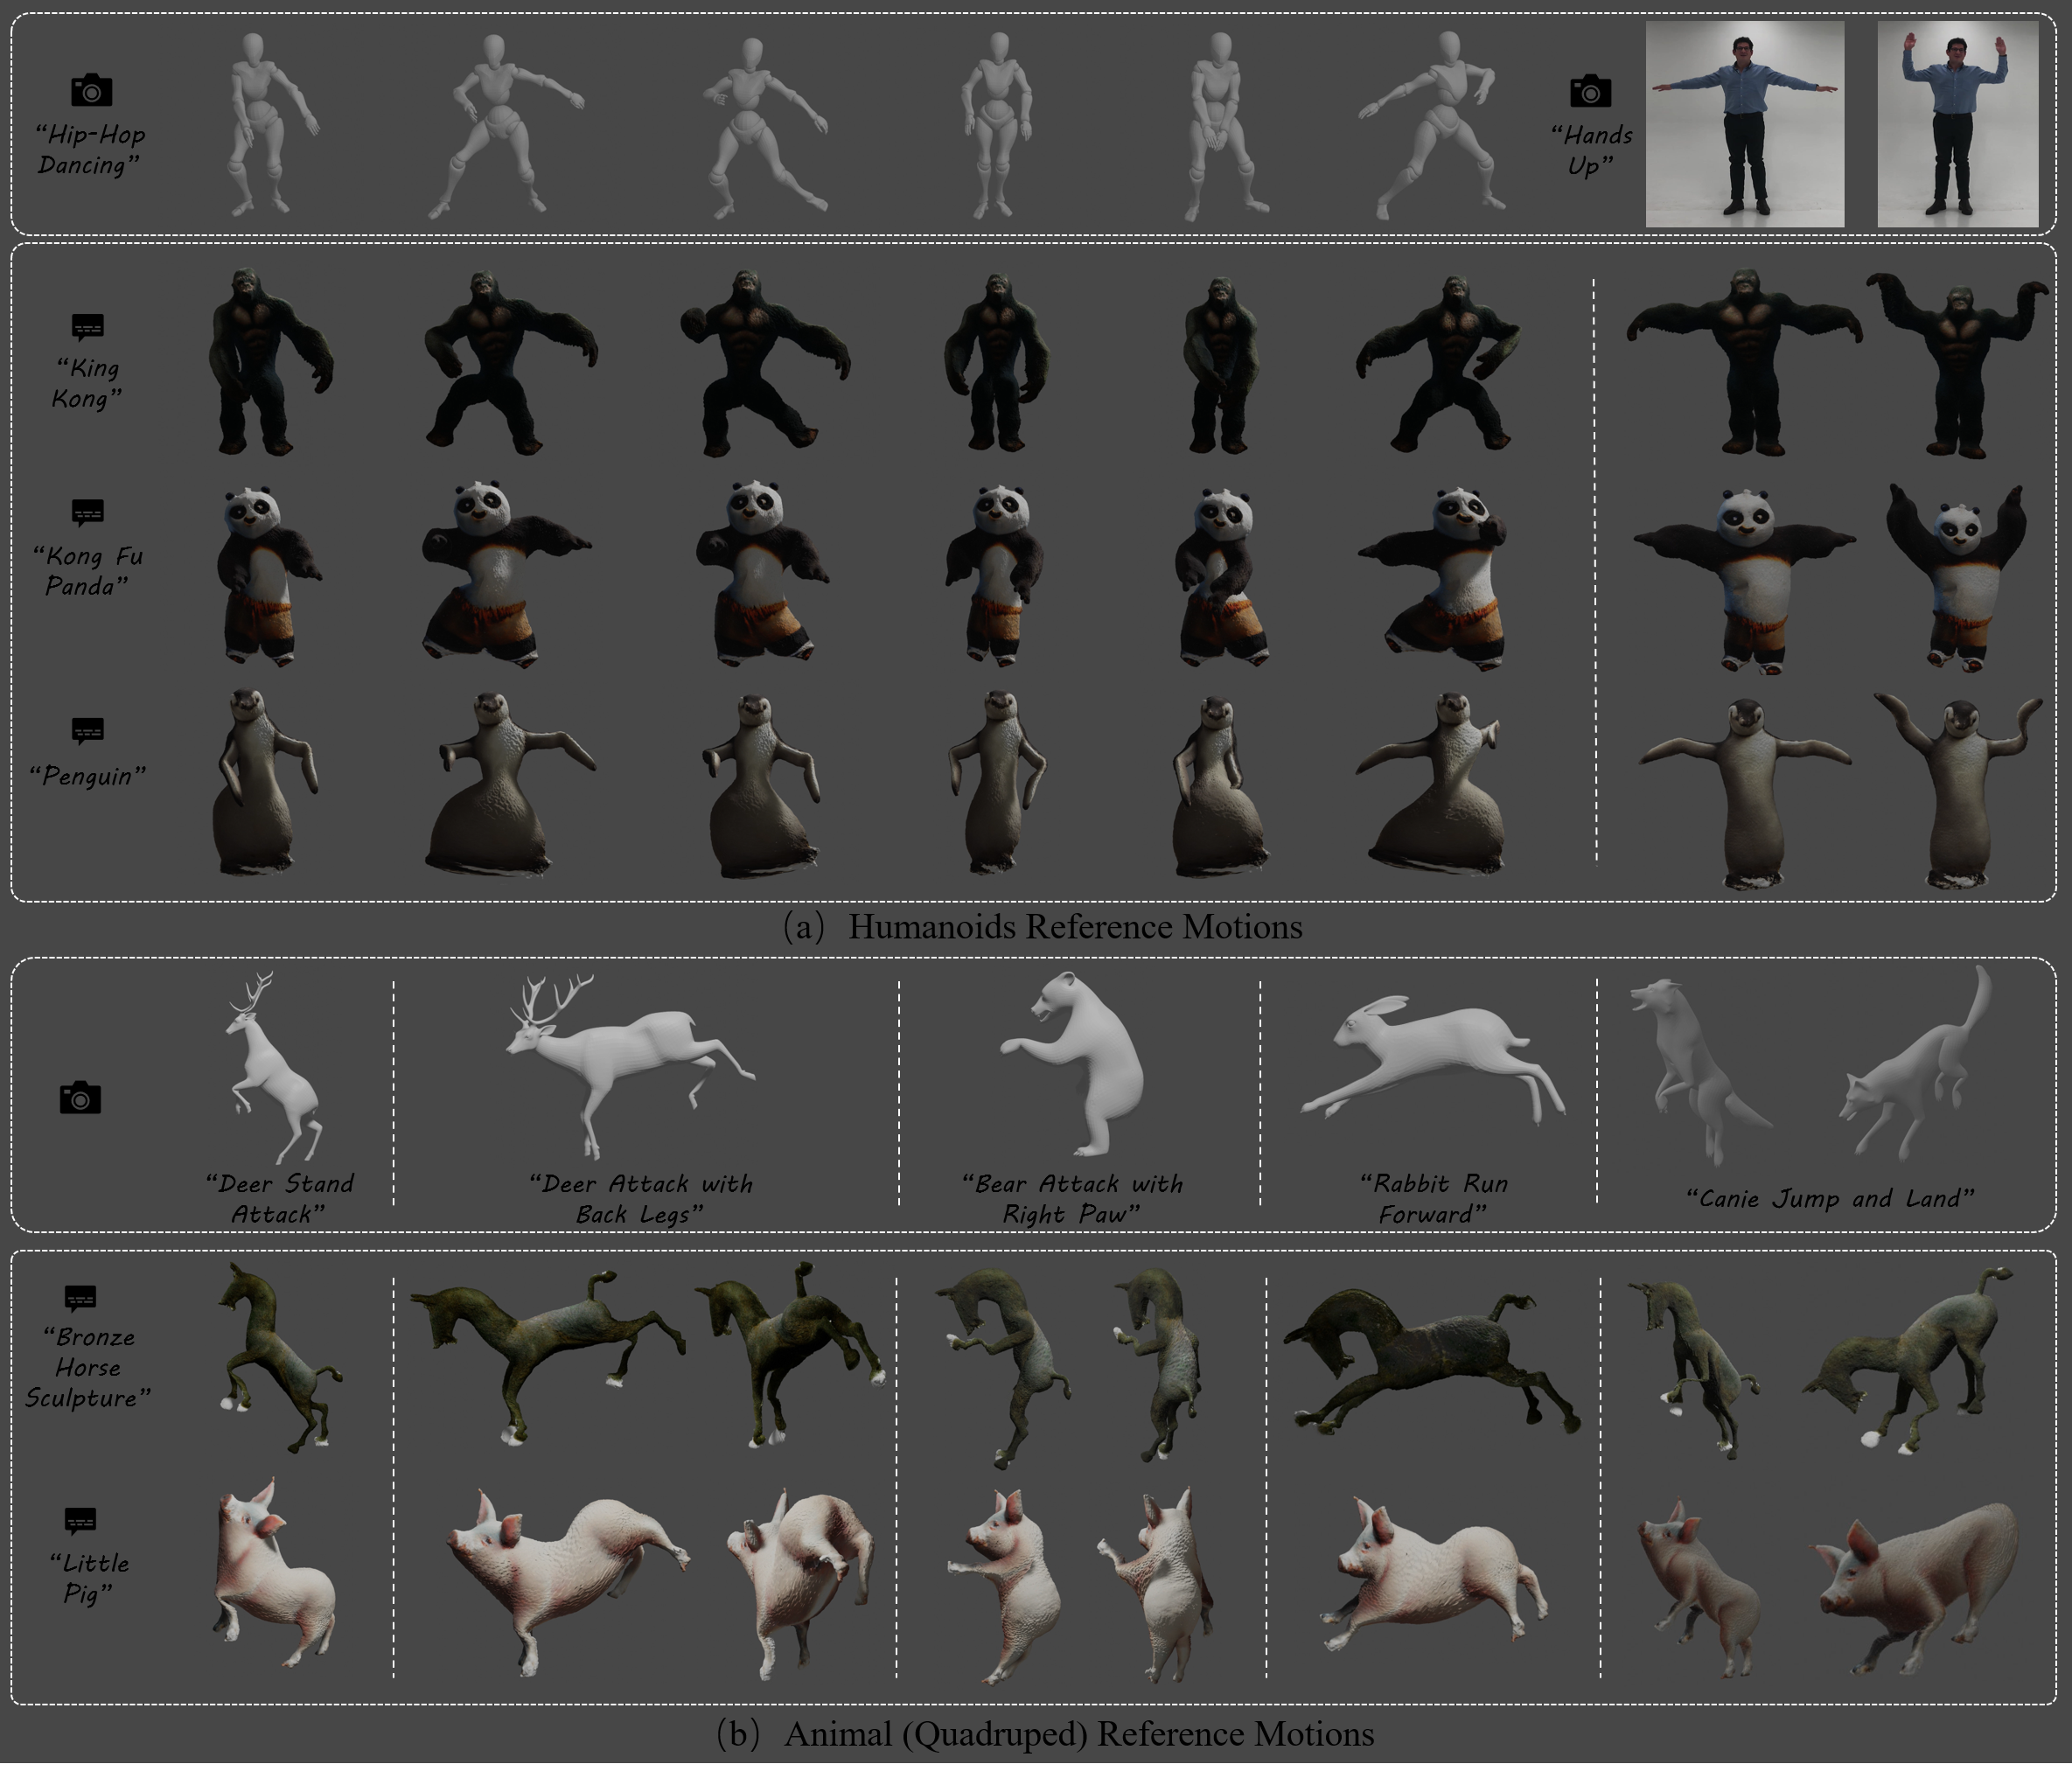 “Hip-Hop
Dancing”
“Hands
Up”
“King
Kong”
“Kong Fu
Panda”
“Penguin”
(a) Humanoids Reference Motions
“Deer Stand
Attack”
“Deer Attack with
Back Legs”
“Bear Attack with
Right Paw”
“Rabbit Run
Forward”
“Canie Jump and Land”
“Bronze
Horse
Sculpture”
“Little
Pig”
(b) Animal (Quadruped) Reference Motions